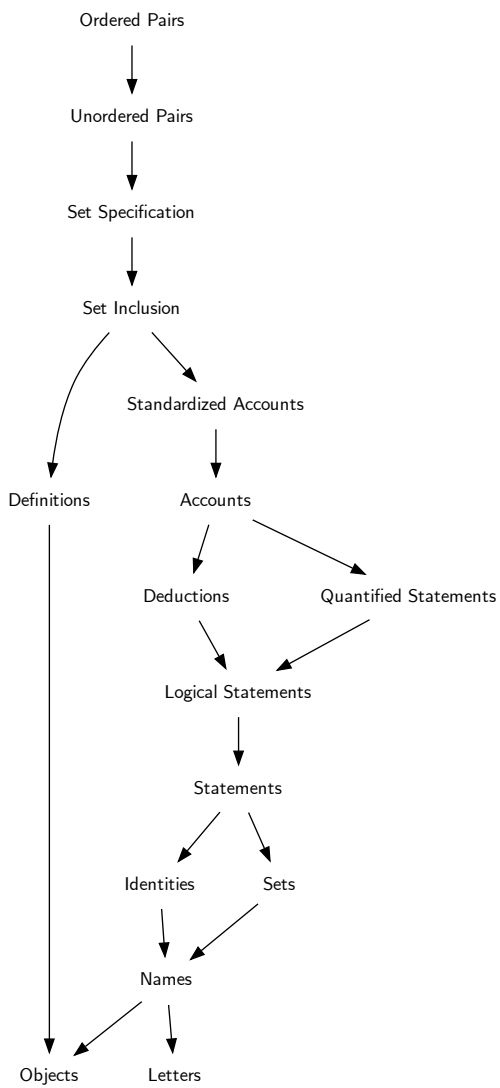 Ordered Pairs
Unordered Pairs
Set Specification
Set Inclusion
Standardized Accounts
Definitions
Accounts
Deductions
Quantified Statements
Logical Statements
Statements
Identities
Sets
Names
Objects
Letters